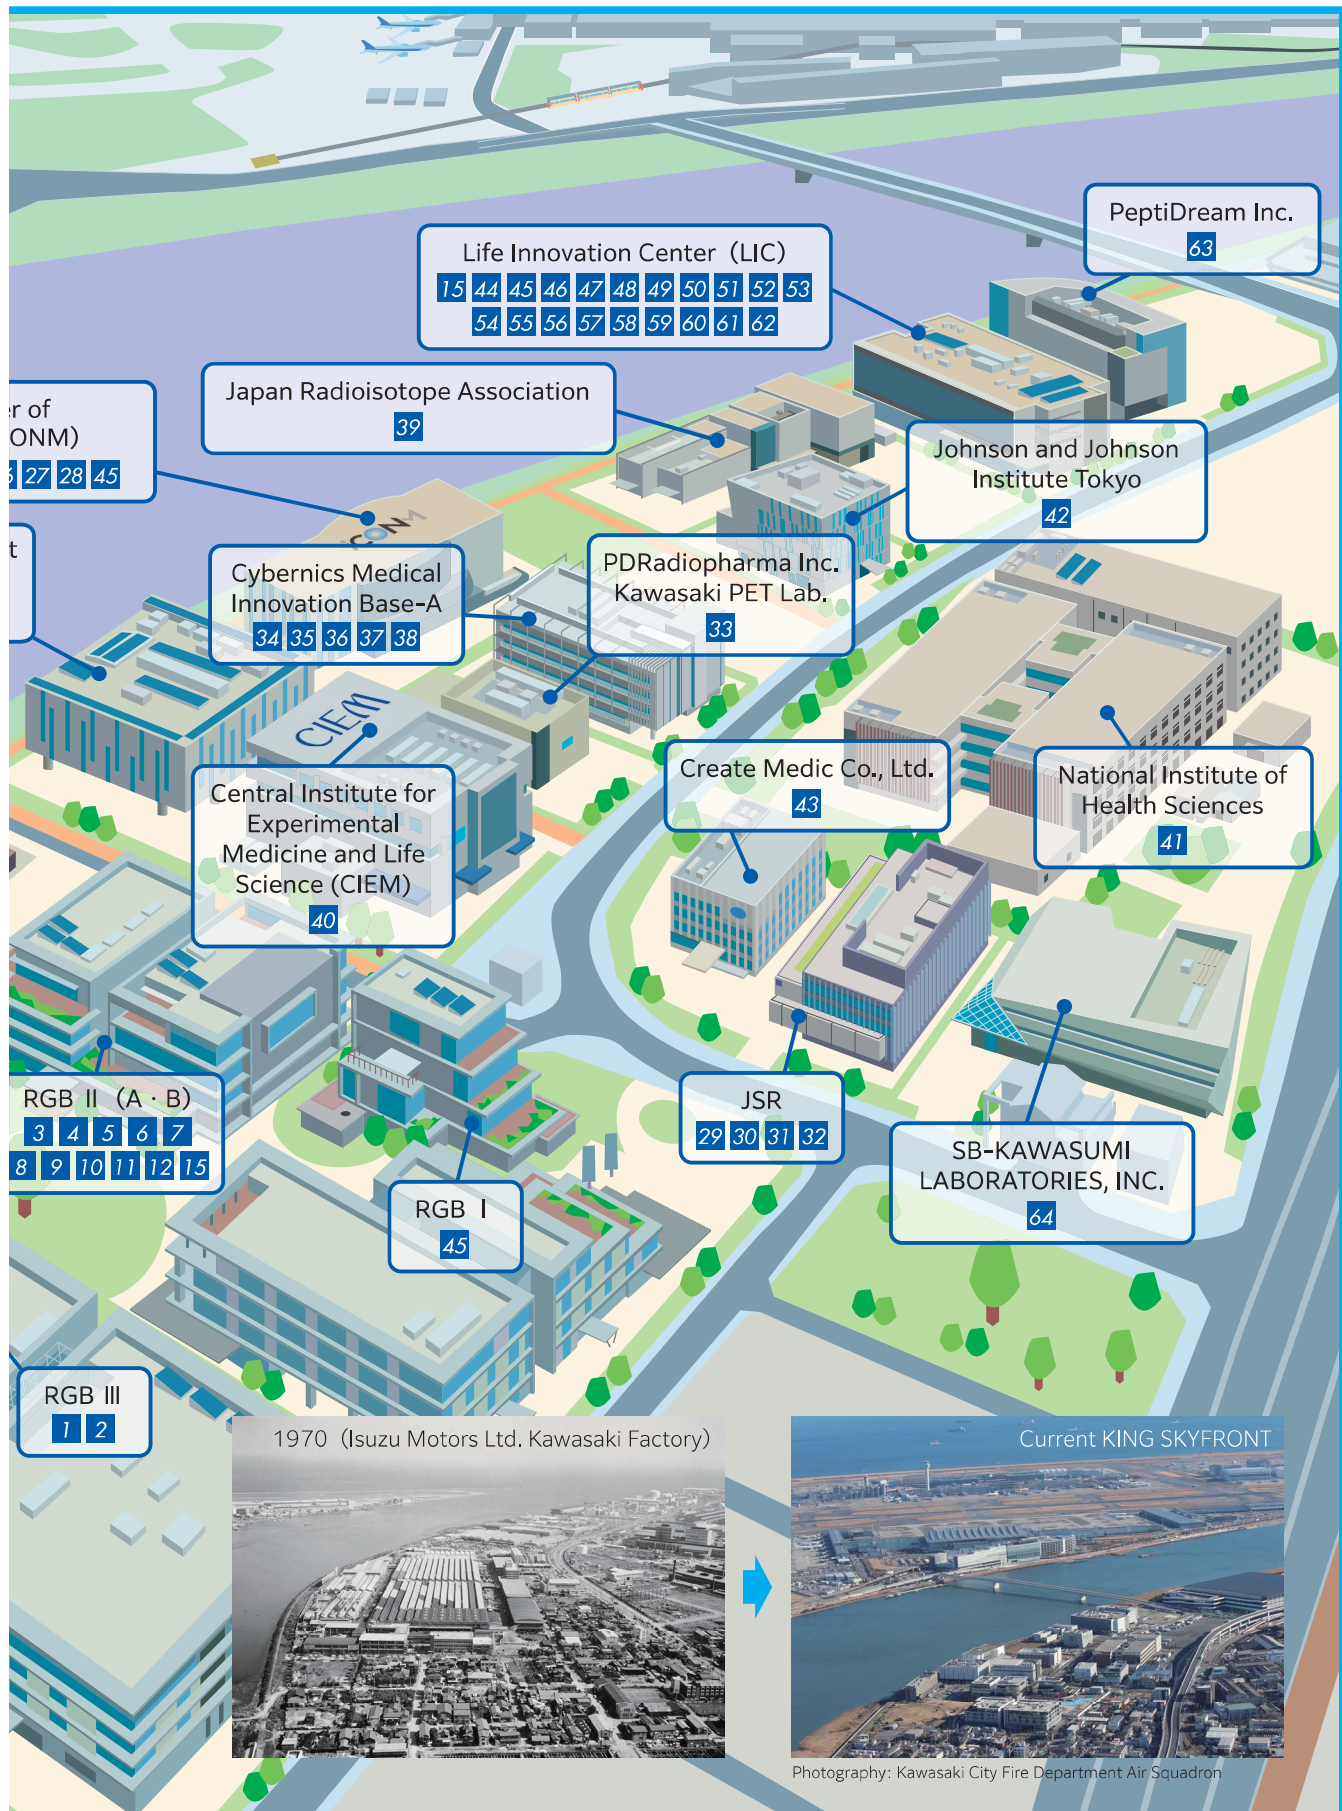 PeptiDream Inc.
63
Life Innovation Center (LIC)
15 44 45 46 47 48 49 50 51 52 53
54 55 56 57 58 59 60 61 62
Japan Radioisotope Association
39
er of
ONM)
27 28 45
t
Johnson and Johnson
Institute Tokyo
42
iCONM
Cybernics Medical
Innovation Base-A
34 35 36 37 38
PDRadiopharma Inc.
Kawasaki PET Lab.
33
CIEM
Central Institute for
Experimental
Medicine and Life
Science (CIEM)
40
Create Medic Co., Ltd.
43
National Institute of
Health Sciences
41
RGB II (A · B)
3 4 5 6 7
8 9 10 11 12 15
JSR
29 30 31 32
SB-KAWASUMI
LABORATORIES, INC.
64
RGB I
45
RGB III
1 2
1970 (Isuzu Motors Ltd. Kawasaki Factory)
Current KING SKYFRONT
Photography: Kawasaki City Fire Department Air Squadron